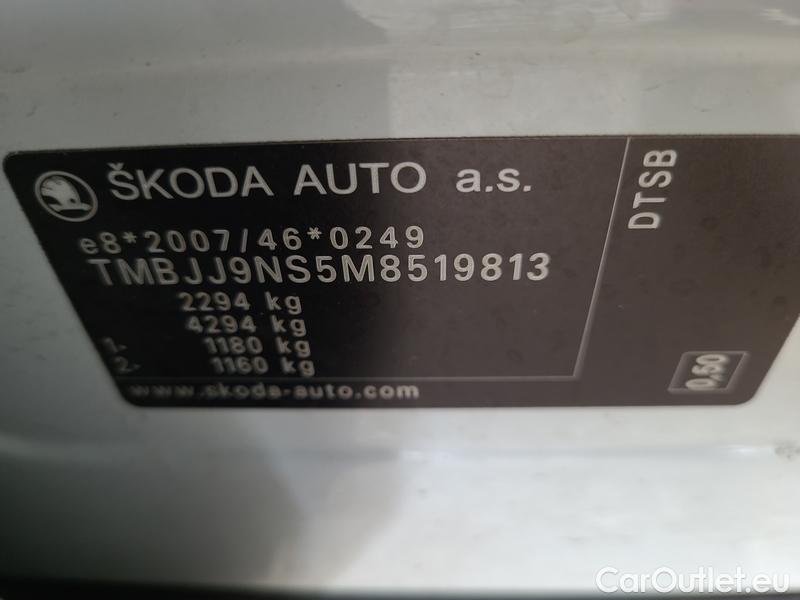 ŠKODA AUTO a.s.
e8*2007/46*0249
TMBJJ9NS5M8519813
2294 kg
4294 kg
1- 1180 kg
2- 1160 kg
www.skoda-auto.com
DTSB
0,50
CarOutlet.eu